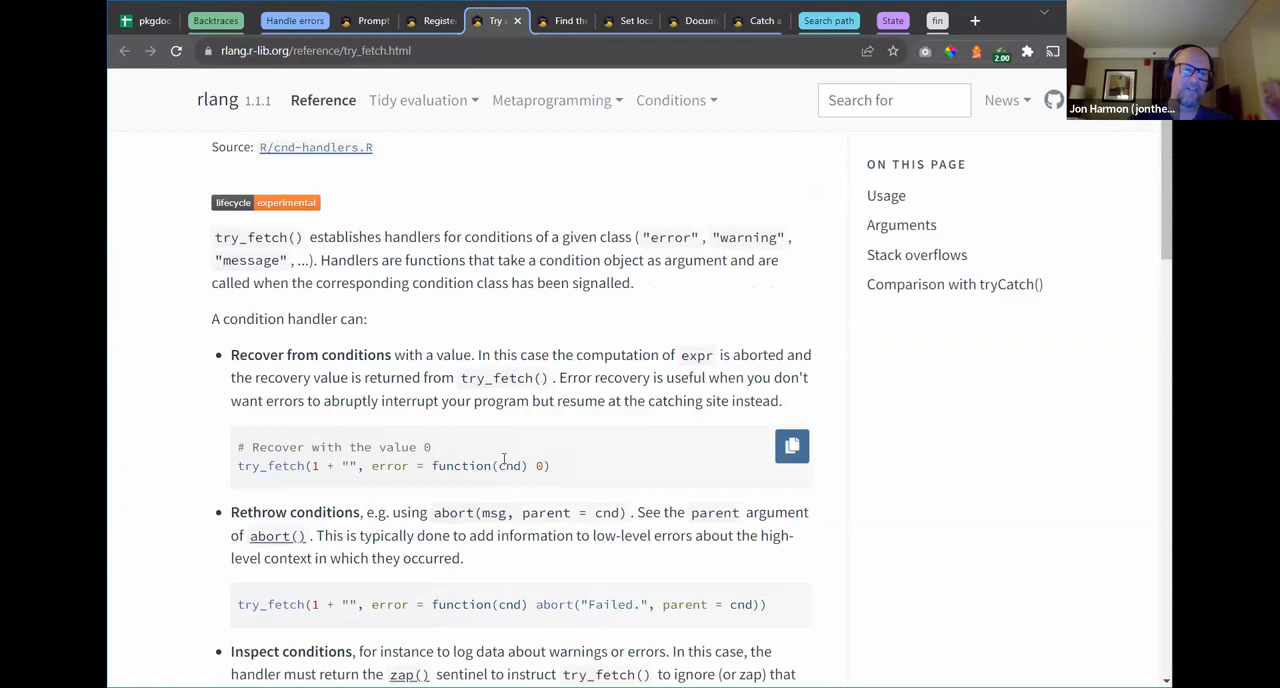 pkgdoc
Backtraces
Handle errors
Prompt
Register
Try a
Find the
Set loca
Docum
Catch a
Search path
State
fin
rlang.r-lib.org/reference/try_fetch.html
2.00
Jon Harmon (jonthe...
rlang 1.1.1 Reference Tidy evaluation Metaprogramming Conditions
Search for
News
Source: R/cnd-handlers.R
lifecycle experimental
try_fetch() establishes handlers for conditions of a given class ("error", "warning",
"message", ...). Handlers are functions that take a condition object as argument and are
called when the corresponding condition class has been signalled.
A condition handler can:
Recover from conditions with a value. In this case the computation of expr is aborted and
the recovery value is returned from try_fetch(). Error recovery is useful when you don't
want errors to abruptly interrupt your program but resume at the catching site instead.
# Recover with the value 0
try_fetch(1 + "", error = function(cnd) 0)
Rethrow conditions, e.g. using abort(msg, parent = cnd). See the parent argument
of abort(). This is typically done to add information to low-level errors about the high-
level context in which they occurred.
try_fetch(1 + "", error = function(cnd) abort("Failed.", parent = cnd))
Inspect conditions, for instance to log data about warnings or errors. In this case, the
handler must return the zap() sentinel to instruct try_fetch() to ignore (or zap) that
ON THIS PAGE
Usage
Arguments
Stack overflows
Comparison with tryCatch()